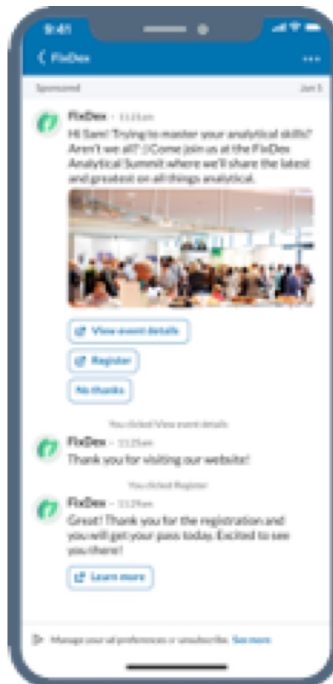 9:41
FixDex
Sponsored Jan 5
FixDex · 11:21am
Hi Sam! Trying to master your analytical skills?
Aren't we all? :) Come join us at the FixDex
Analytical Summit where we'll share the latest
and greatest on all things analytical.
View event details
Register
No thanks
You clicked View event details
FixDex · 11:25am
Thank you for visiting our website!
You clicked Register
FixDex · 11:29am
Great! Thank you for the registration and
you will get your pass today. Excited to see
you there!
Learn more
Manage your ad preferences or unsubscribe. See more